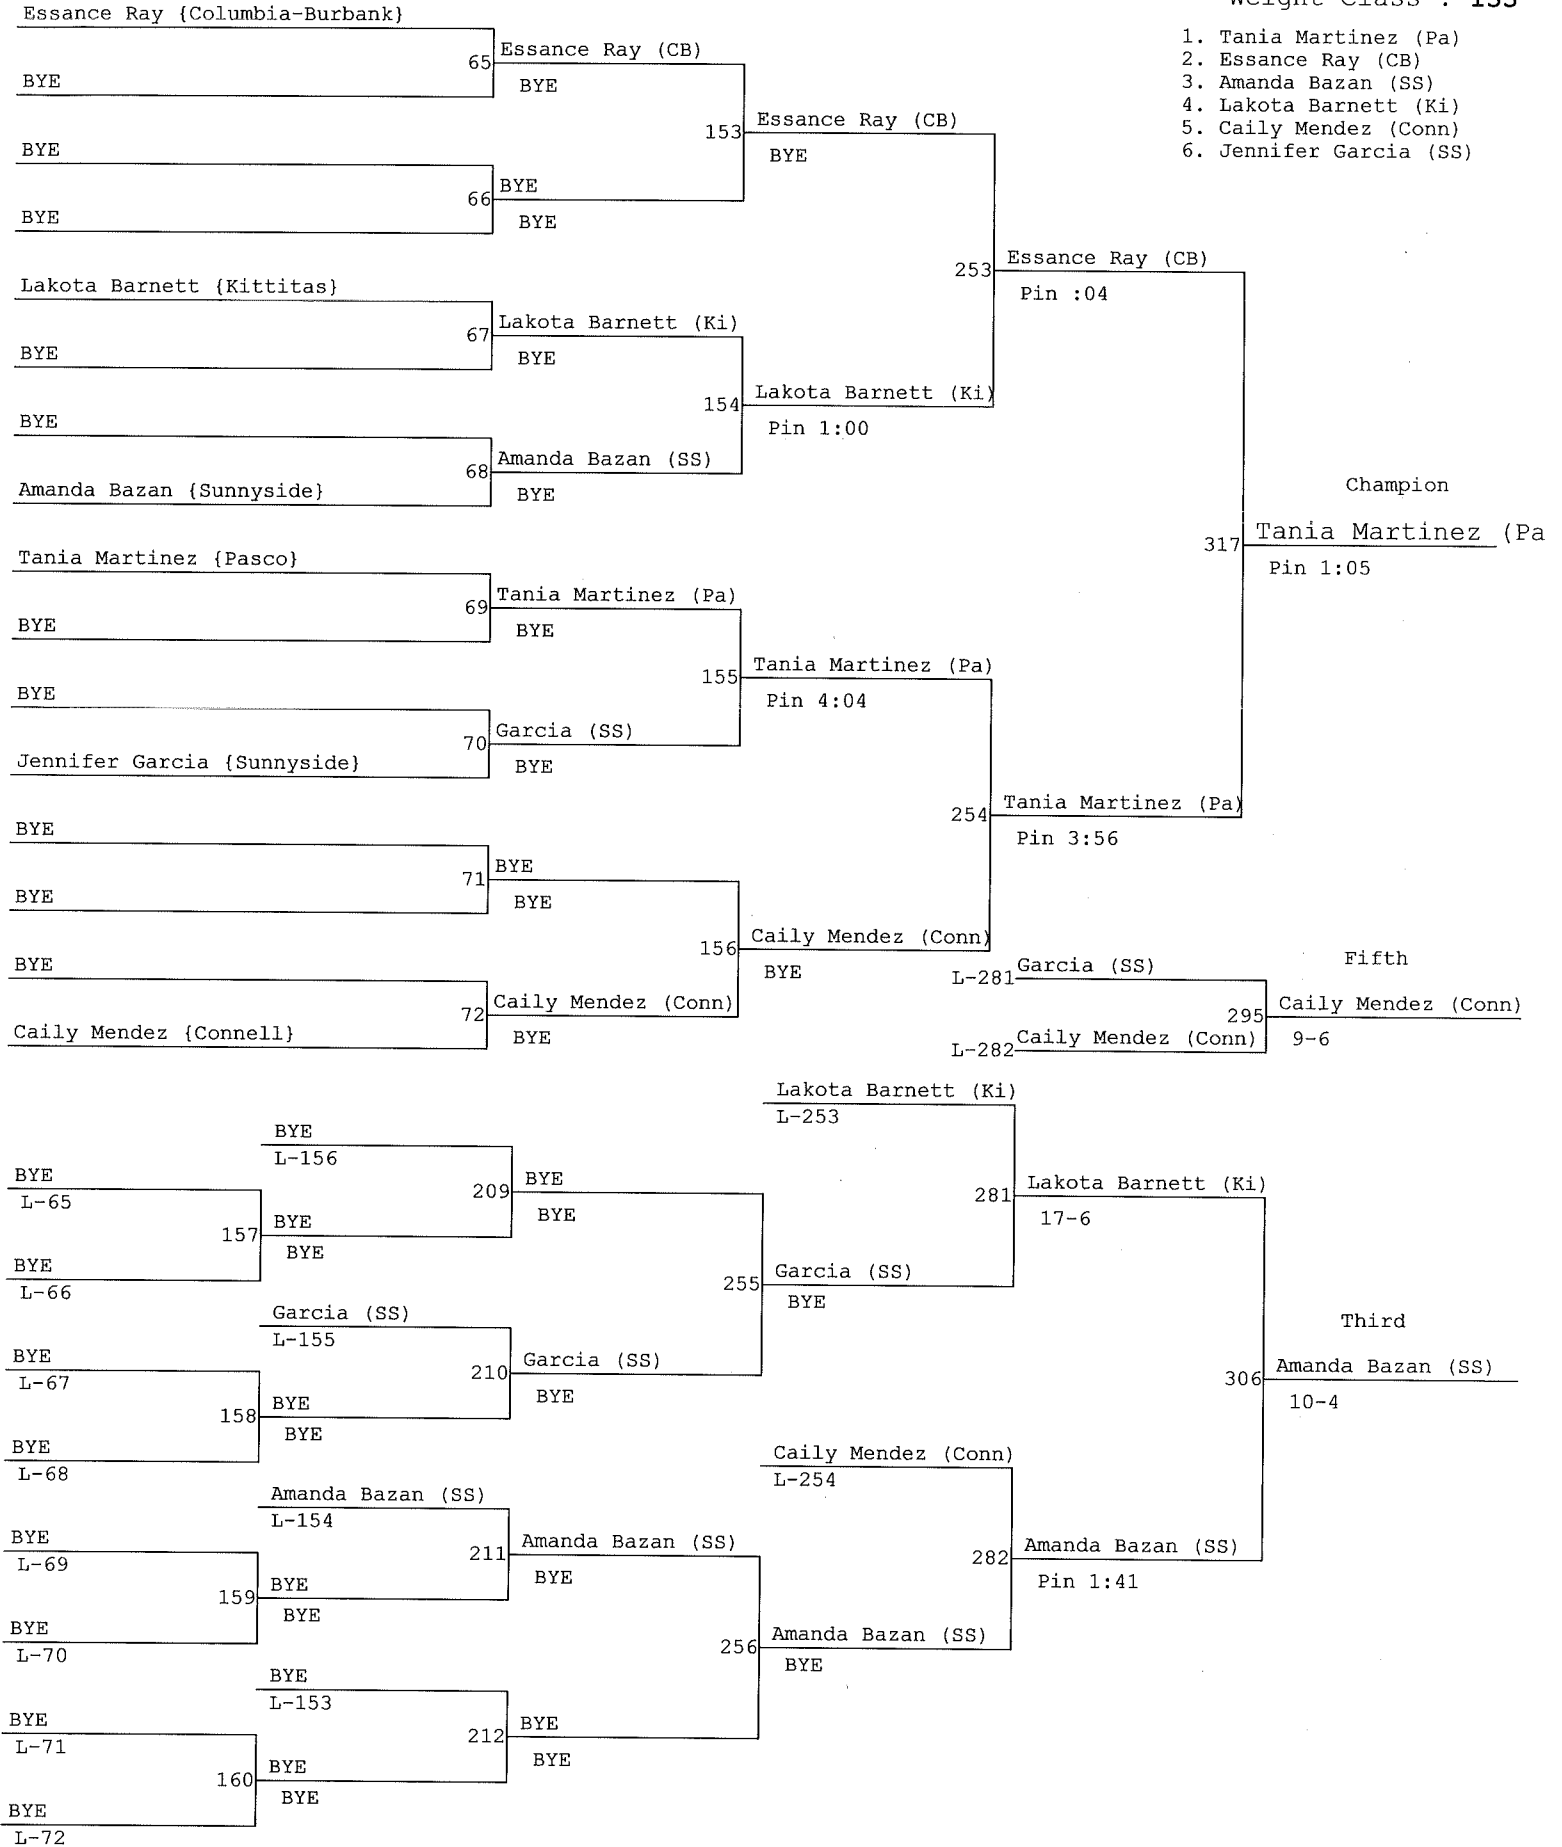 Essance Ray {Columbia-Burbank}
Weight Class :
1. Tania Martinez (Pa)
2. Essance Ray (CB)
3. Amanda Bazan (SS)
4. Lakota Barnett (Ki)
5. Caily Mendez (Conn)
6. Jennifer Garcia (SS)
65 Essance Ray (CB)
BYE
BYE
153 Essance Ray (CB)
BYE
BYE
66 BYE
BYE
BYE
253 Essance Ray (CB)
Pin :04
Lakota Barnett {Kittitas}
67 Lakota Barnett (Ki)
BYE
BYE
154 Lakota Barnett (Ki)
Pin 1:00
BYE
68 Amanda Bazan (SS)
BYE
Amanda Bazan {Sunnyside}
Champion
317 Tania Martinez (Pa
Pin 1:05
Tania Martinez {Pasco}
69 Tania Martinez (Pa)
BYE
BYE
155 Tania Martinez (Pa)
Pin 4:04
BYE
70 Garcia (SS)
BYE
Jennifer Garcia {Sunnyside}
254 Tania Martinez (Pa)
Pin 3:56
BYE
71 BYE
BYE
BYE
156 Caily Mendez (Conn)
BYE
BYE
72 Caily Mendez (Conn)
BYE
Caily Mendez {Connell}
Fifth
L-281 Garcia (SS)
295 Caily Mendez (Conn)
9-6
L-282 Caily Mendez (Conn)
Lakota Barnett (Ki)
L-253
BYE
L-156
BYE
L-65
209 BYE
BYE
281 Lakota Barnett (Ki)
17-6
157 BYE
BYE
BYE
L-66
255 Garcia (SS)
BYE
Garcia (SS)
L-155
Third
BYE
L-67
210 Garcia (SS)
BYE
306 Amanda Bazan (SS)
10-4
158 BYE
BYE
BYE
L-68
Caily Mendez (Conn)
L-254
Amanda Bazan (SS)
L-154
BYE
L-69
211 Amanda Bazan (SS)
BYE
282 Amanda Bazan (SS)
Pin 1:41
159 BYE
BYE
BYE
L-70
256 Amanda Bazan (SS)
BYE
BYE
L-153
BYE
L-71
212 BYE
BYE
160 BYE
BYE
BYE
L-72